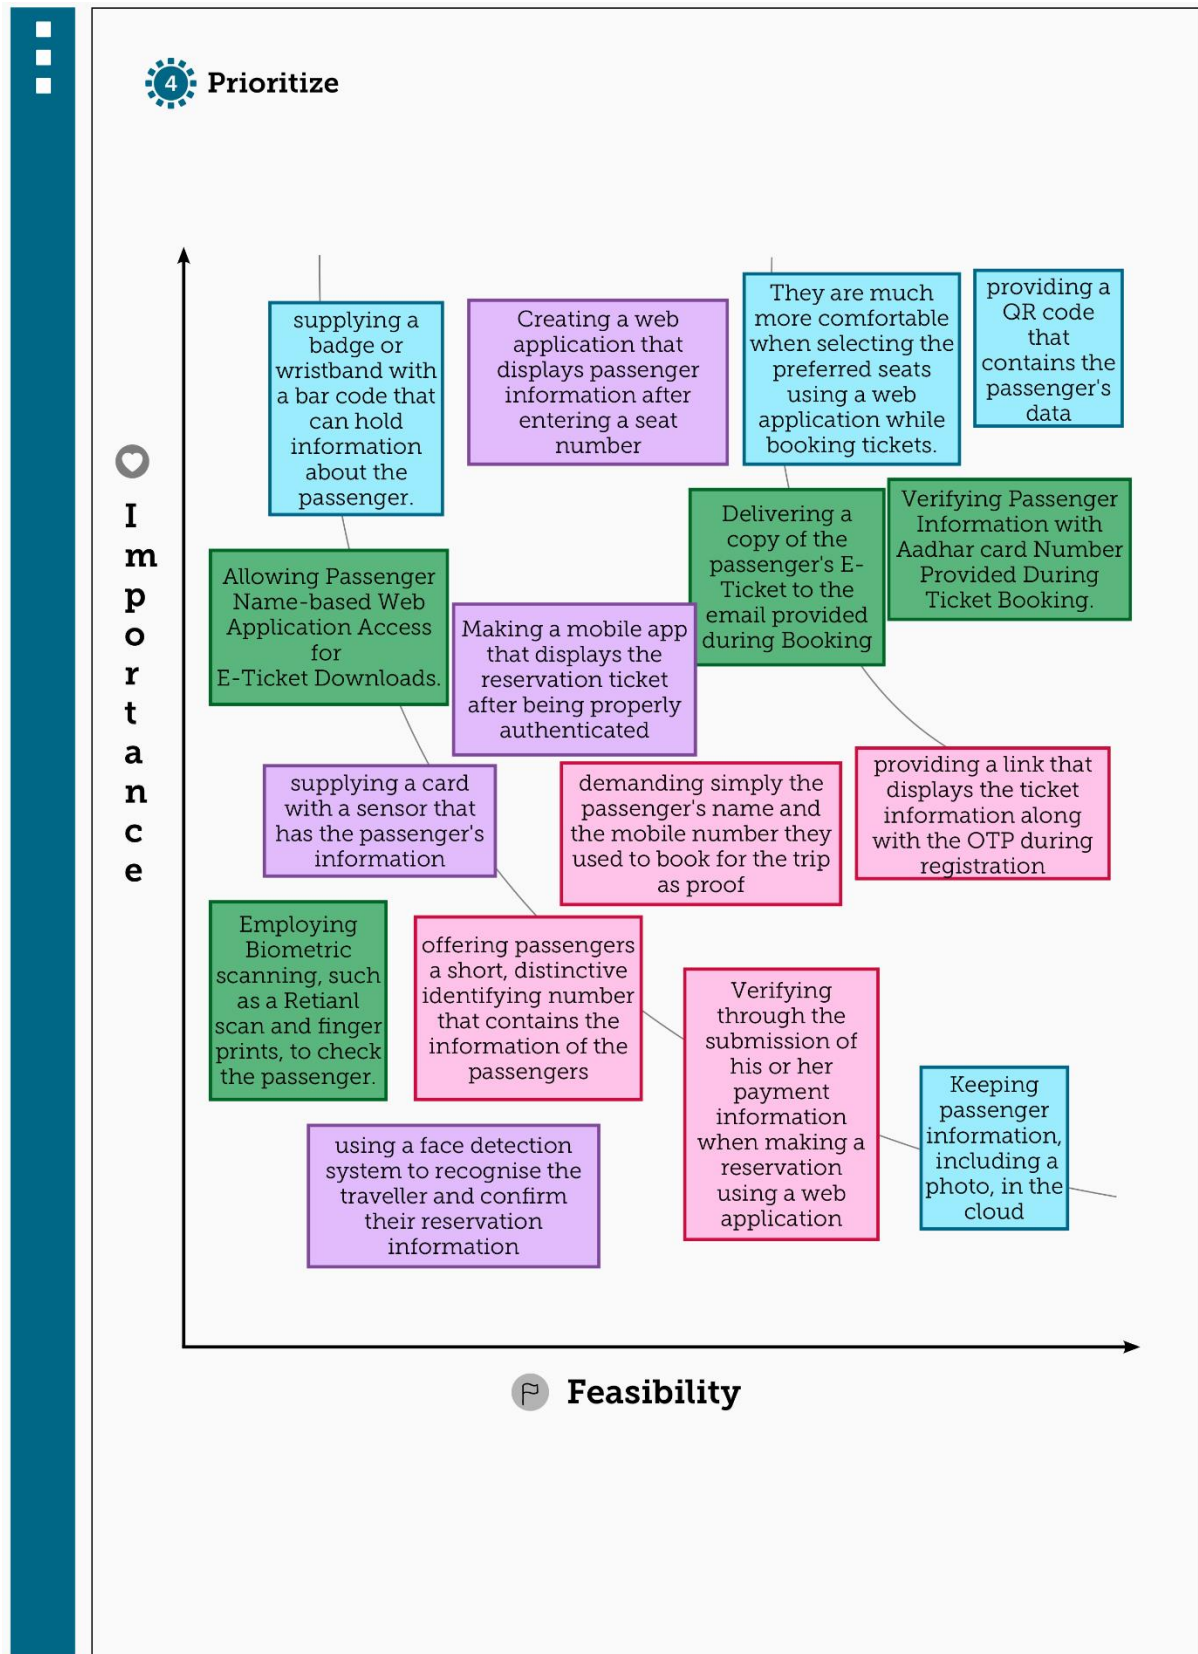 4 Prioritize
supplying a
badge or
wristband with
a bar code that
can hold
information
about the
passenger.
Creating a web
application that
displays passenger
information after
entering a seat
number
They are much
more comfortable
when selecting the
preferred seats
using a web
application while
booking tickets.
providing a
QR code
that
contains the
passenger's
data
Allowing Passenger
Name-based Web
Application Access
for
E-Ticket Downloads.
Making a mobile app
that displays the
reservation ticket
after being properly
authenticated
Delivering a
copy of the
passenger's E-
Ticket to the
email provided
during Booking
Verifying Passenger
Information with
Aadhar card Number
Provided During
Ticket Booking.
Importance
supplying a card
with a sensor that
has the passenger's
information
demanding simply the
passenger's name and
the mobile number they
used to book for the trip
as proof
providing a link that
displays the ticket
information along
with the OTP during
registration
Employing
Biometric
scanning, such
as a Retianl
scan and finger
prints, to check
the passenger.
offering passengers
a short, distinctive
identifying number
that contains the
information of the
passengers
Verifying
through the
submission of
his or her
payment
information
when making a
reservation
using a web
application
Keeping
passenger
information,
including a
photo, in the
cloud
using a face detection
system to recognise the
traveller and confirm
their reservation
information
Feasibility